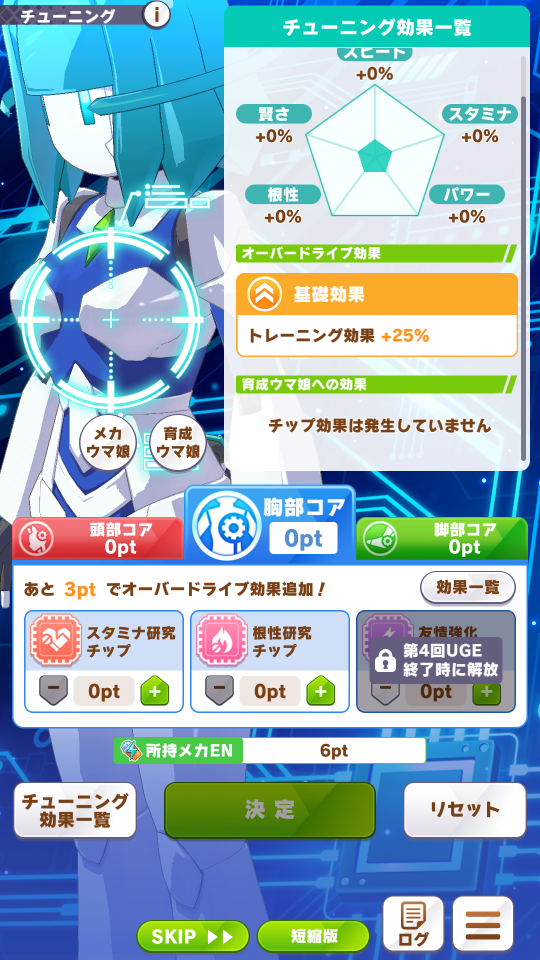 チューニング
i
チューニング効果一覧
スピード
+0%
賢さ
+0%
スタミナ
+0%
根性
+0%
パワー
+0%
オーバードライブ効果
基礎効果
トレーニング効果 +25%
育成ウマ娘への効果
チップ効果は発生していません
メカ
ウマ娘
育成
ウマ娘
頭部コア
0pt
胸部コア
0pt
脚部コア
0pt
あと 3pt でオーバードライブ効果追加!
効果一覧
スタミナ研究
チップ
0pt
根性研究
チップ
0pt
友情強化
第4回UGE
終了時に解放
0pt
所持メカEN
6pt
チューニング
効果一覧
決定
リセット
SKIP
短縮版
ログ